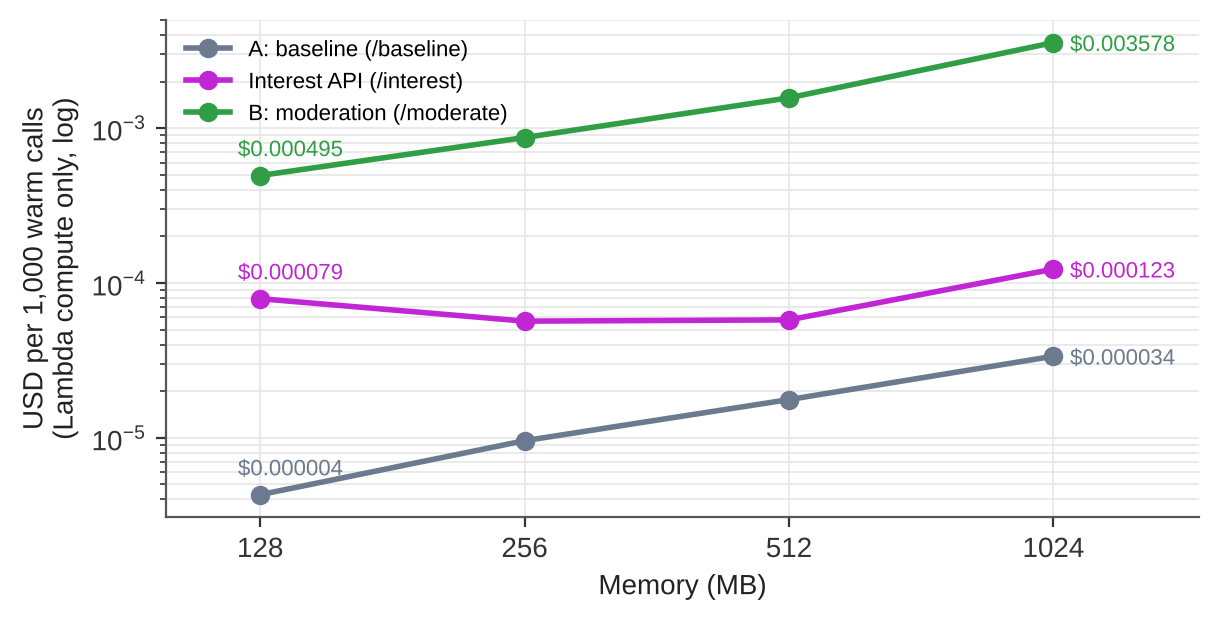 A: baseline (/baseline)
Interest API (/interest)
B: moderation (/moderate)
USD per 1,000 warm calls
(Lambda compute only, log)
10⁻³
10⁻⁴
10⁻⁵
$0.000495
$0.003578
$0.000079
$0.000123
$0.000004
$0.000034
128 256 512 1024
Memory (MB)